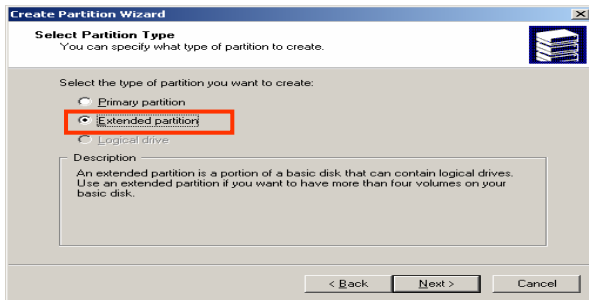 Create Partition Wizard
Select Partition Type
You can specify what type of partition to create.
Select the type of partition you want to create:
Primary partition
Extended partition
Logical drive
Description
An extended partition is a portion of a basic disk that can contain logical drives.
Use an extended partition if you want to have more than four volumes on your
basic disk.
< Back Next > Cancel